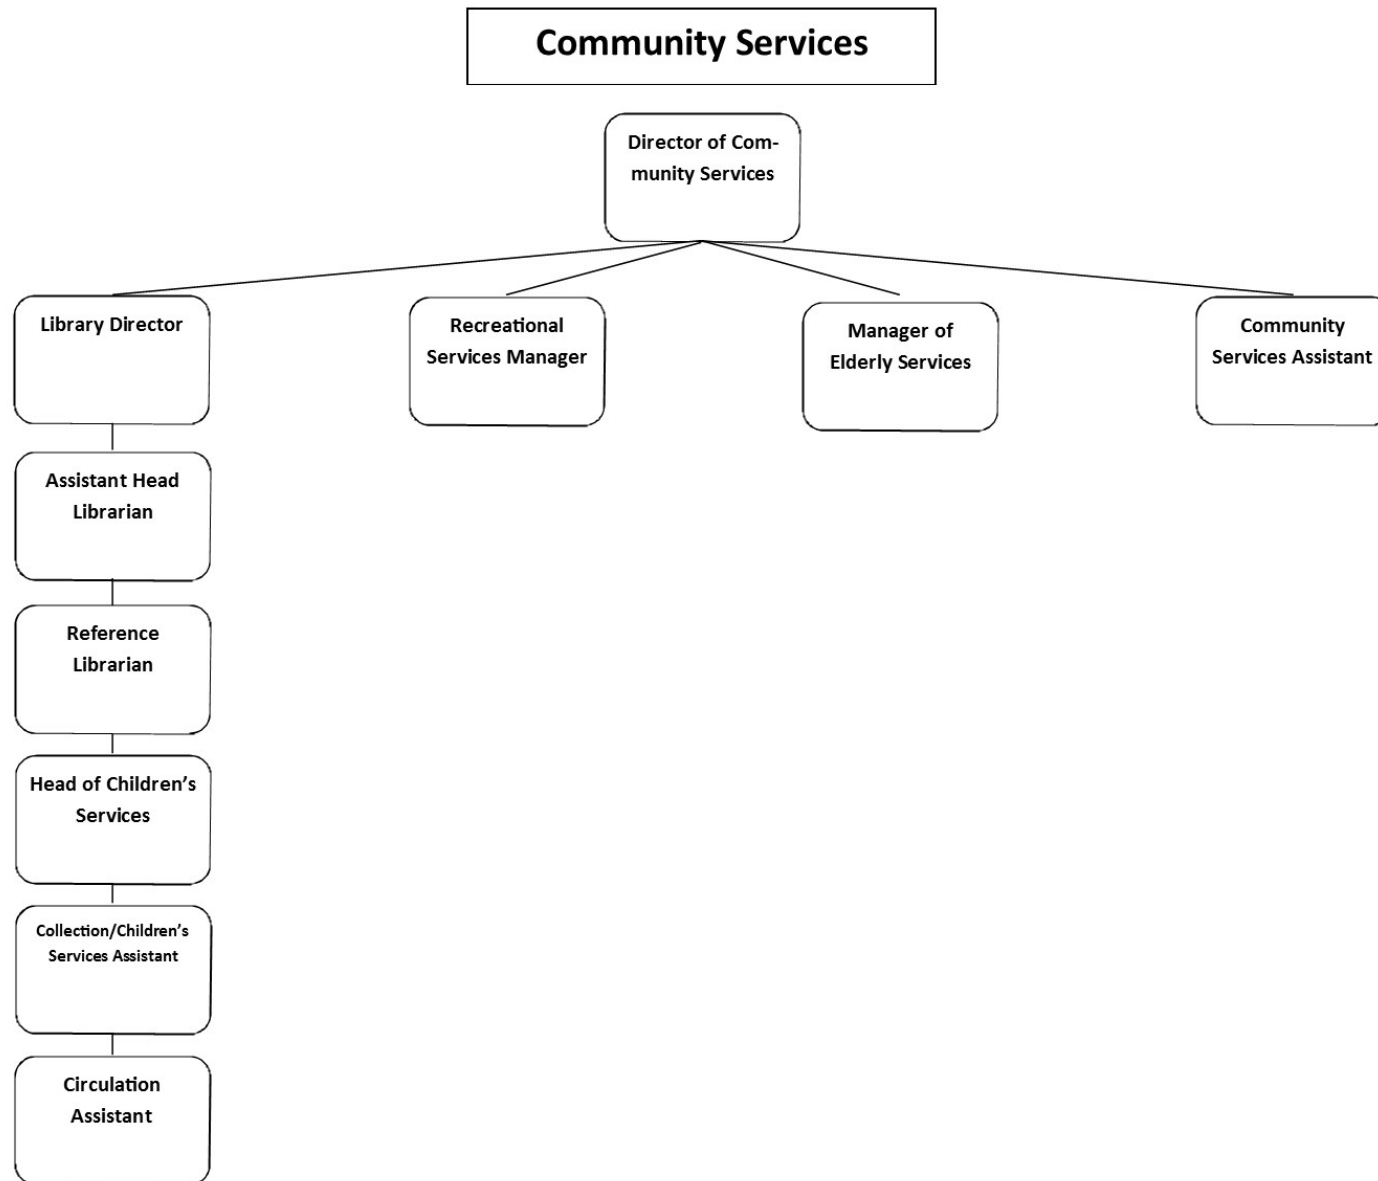 Community Services
Director of Com-
munity Services
Library Director
Recreational
Services Manager
Manager of
Elderly Services
Community
Services Assistant
Assistant Head
Librarian
Reference
Librarian
Head of Children’s
Services
Collection/Children’s
Services Assistant
Circulation
Assistant